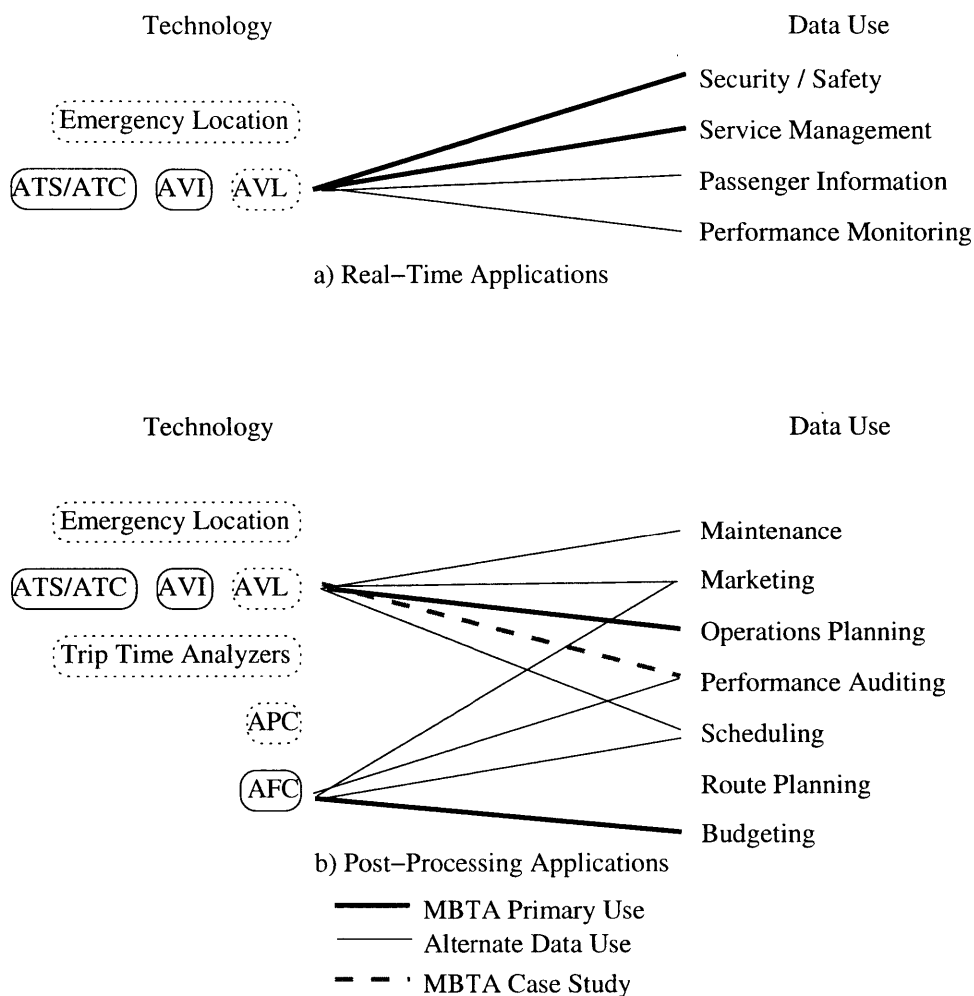 Technology Data Use
Security / Safety
Emergency Location
Service Management
ATS/ATC AVI AVL Passenger Information
Performance Monitoring
a) Real-Time Applications
Technology Data Use
Emergency Location Maintenance
ATS/ATC AVI AVL Marketing
Operations Planning
Trip Time Analyzers
Performance Auditing
APC Scheduling
AFC Route Planning
Budgeting
b) Post-Processing Applications
MBTA Primary Use
Alternate Data Use
MBTA Case Study